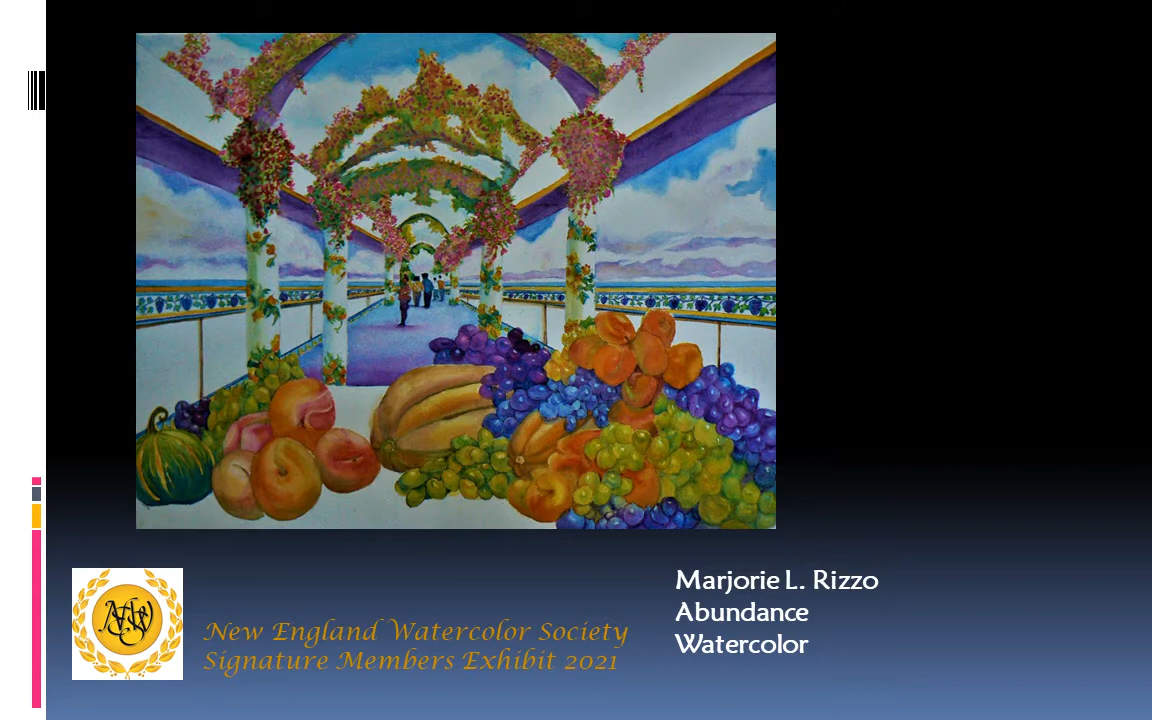 New England Watercolor Society
Signature Members Exhibit 2021
Marjorie L. Rizzo
Abundance
Watercolor